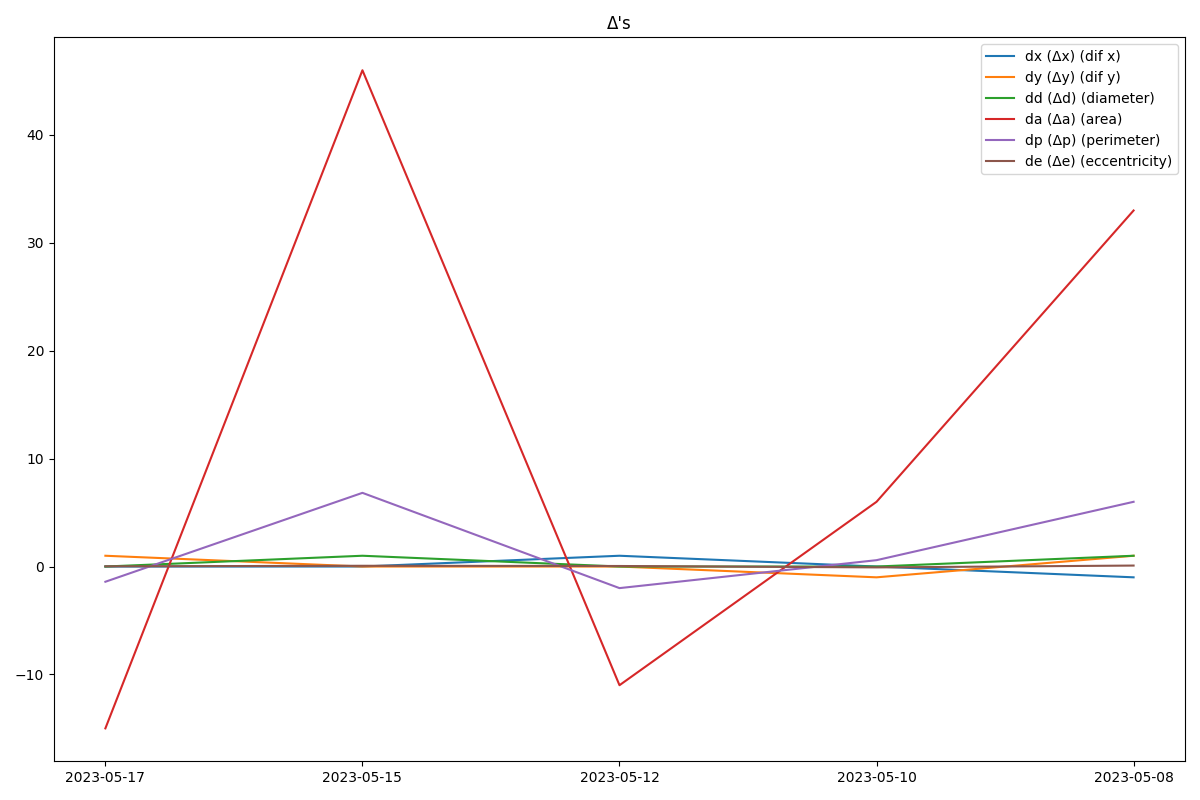 Δ's
dx (Δx) (dif x)
dy (Δy) (dif y)
dd (Δd) (diameter)
da (Δa) (area)
dp (Δp) (perimeter)
de (Δe) (eccentricity)
40
30
20
10
0
−10
2023-05-17
2023-05-15
2023-05-12
2023-05-10
2023-05-08